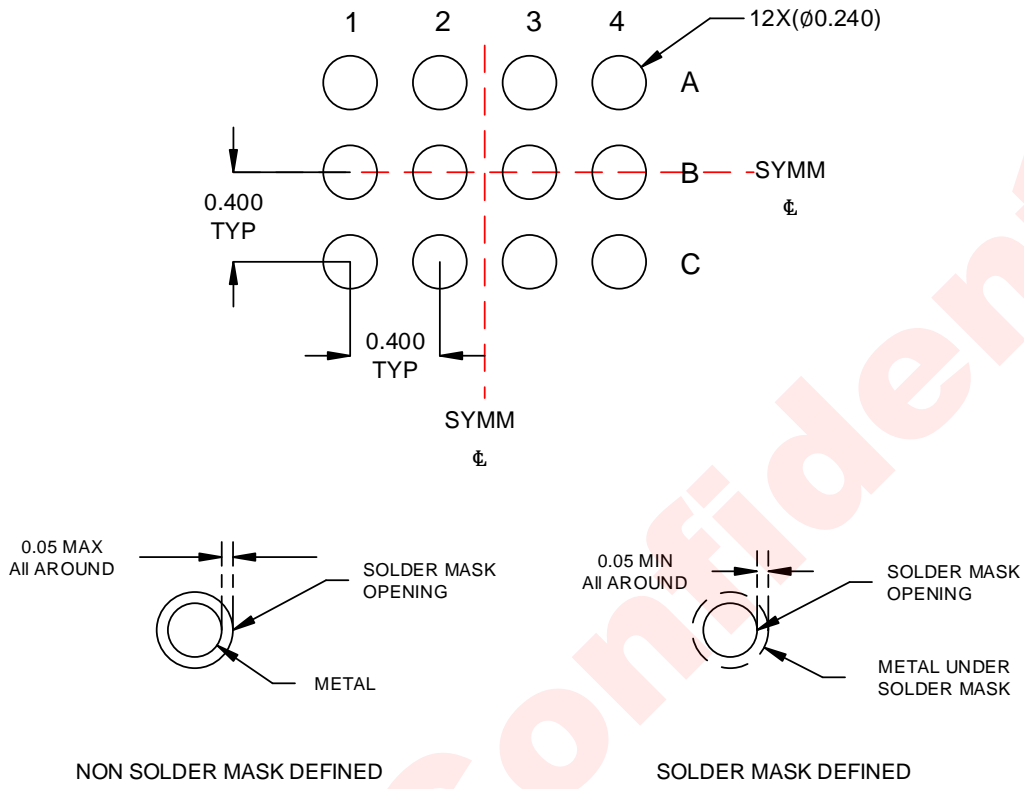 1 2 3 4
12X(Ø0.240)
A
B
SYMM
℄
0.400
TYP
C
0.400
TYP
SYMM
℄
0.05 MAX
All AROUND
SOLDER MASK
OPENING
METAL
0.05 MIN
All AROUND
SOLDER MASK
OPENING
METAL UNDER
SOLDER MASK
NON SOLDER MASK DEFINED
SOLDER MASK DEFINED